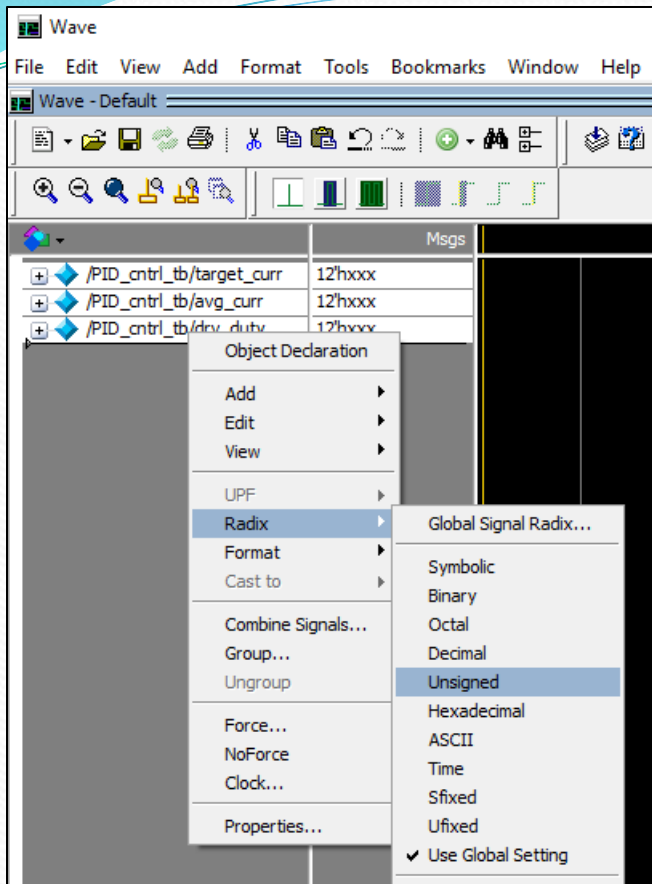 Wave
File Edit View Add Format Tools Bookmarks Window Help
Wave - Default
Msgs
/PID_cntrl_tb/target_curr 12'hxxx
/PID_cntrl_tb/avg_curr 12'hxxx
/PID_cntrl_tb/drv_duty 12'hxxx
Object Declaration
Add
Edit
View
UPF
Radix
Format
Cast to
Combine Signals...
Group...
Ungroup
Force...
NoForce
Clock...
Properties...
Global Signal Radix...
Symbolic
Binary
Octal
Decimal
Unsigned
Hexadecimal
ASCII
Time
Sfixed
Ufixed
Use Global Setting